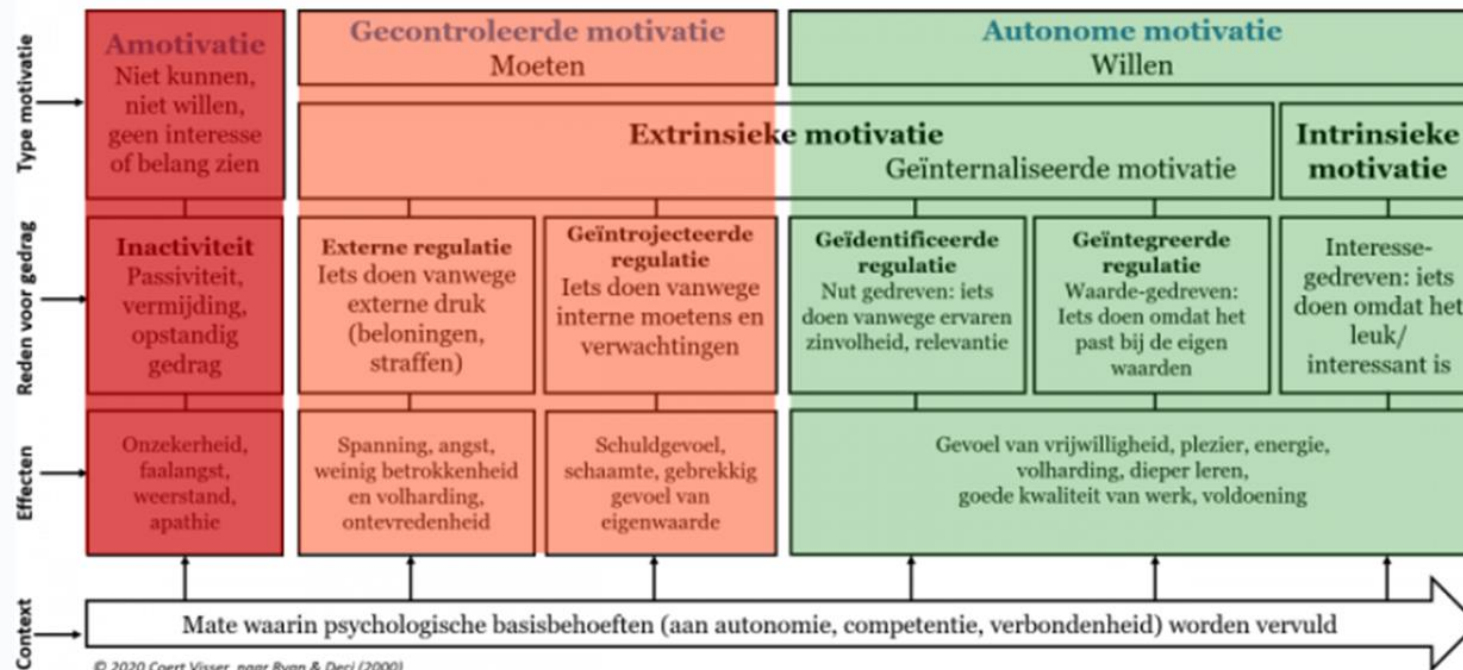 Type motivatie
Amotivatie
Niet kunnen,
niet willen,
geen interesse
of belang zien
Gecontroleerde motivatie
Moeten
Autonome motivatie
Willen
Extrinsieke motivatie
Geïnternaliseerde motivatie
Intrinsieke
motivatie
Reden voor gedrag
Inactiviteit
Passiviteit,
vermijding,
opstandig
gedrag
Externe regulatie
Iets doen vanwege
externe druk
(beloningen,
straffen)
Geïntrojecteerde
regulatie
Iets doen vanwege
interne moetens en
verwachtingen
Geïdentificeerde
regulatie
Nut gedreven: iets
doen vanwege ervaren
zinvolheid, relevantie
Geïntegreerde
regulatie
Waarde-gedreven:
Iets doen omdat het
past bij de eigen
waarden
Interesse-
gedreven: iets
doen omdat het
leuk/
interessant is
Effecten
Onzekerheid,
faalangst,
weerstand,
apathie
Spanning, angst,
weinig betrokkenheid
en volharding,
ontevredenheid
Schuldgevoel,
schaamte, gebrekkig
gevoel van
eigenwaarde
Gevoel van vrijwilligheid, plezier, energie,
volharding, dieper leren,
goede kwaliteit van werk, voldoening
Context
Mate waarin psychologische basisbehoeften (aan autonomie, competentie, verbondenheid) worden vervuld
© 2020 Coert Visser, naar Ryan & Deci (2000)